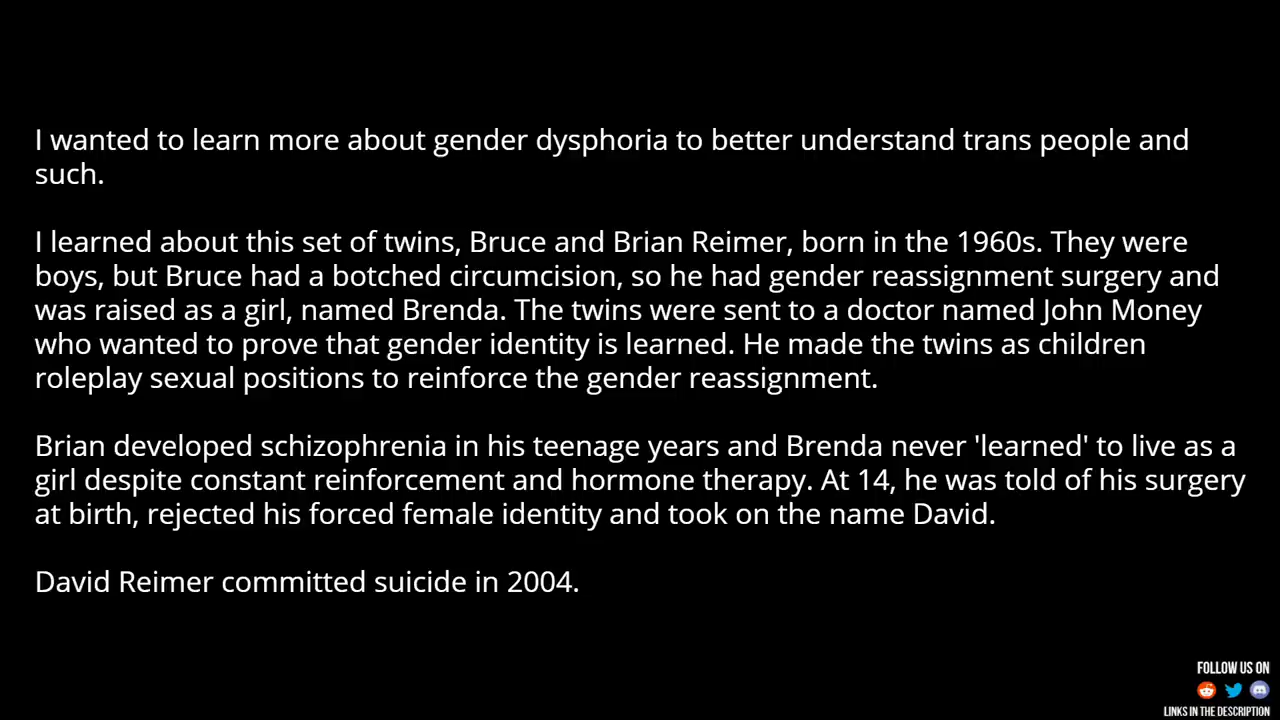 I wanted to learn more about gender dysphoria to better understand trans people and
such.
I learned about this set of twins, Bruce and Brian Reimer, born in the 1960s. They were
boys, but Bruce had a botched circumcision, so he had gender reassignment surgery and
was raised as a girl, named Brenda. The twins were sent to a doctor named John Money
who wanted to prove that gender identity is learned. He made the twins as children
roleplay sexual positions to reinforce the gender reassignment.
Brian developed schizophrenia in his teenage years and Brenda never 'learned' to live as a
girl despite constant reinforcement and hormone therapy. At 14, he was told of his surgery
at birth, rejected his forced female identity and took on the name David.
David Reimer committed suicide in 2004.
FOLLOW US ON
LINKS IN THE DESCRIPTION